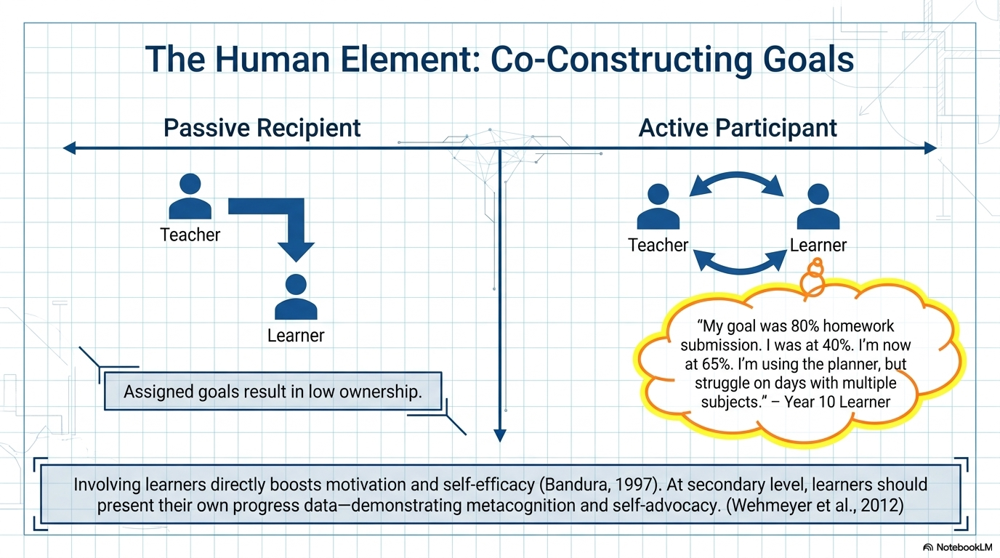 The Human Element: Co-Constructing Goals
Passive Recipient
Active Participant
Teacher
Learner
Teacher
Learner
Assigned goals result in low ownership.
“My goal was 80% homework
submission. I was at 40%. I’m now
at 65%. I’m using the planner, but
struggle on days with multiple
subjects.” – Year 10 Learner
Involving learners directly boosts motivation and self-efficacy (Bandura, 1997). At secondary level, learners should
present their own progress data—demonstrating metacognition and self-advocacy. (Wehmeyer et al., 2012)
NotebookLM